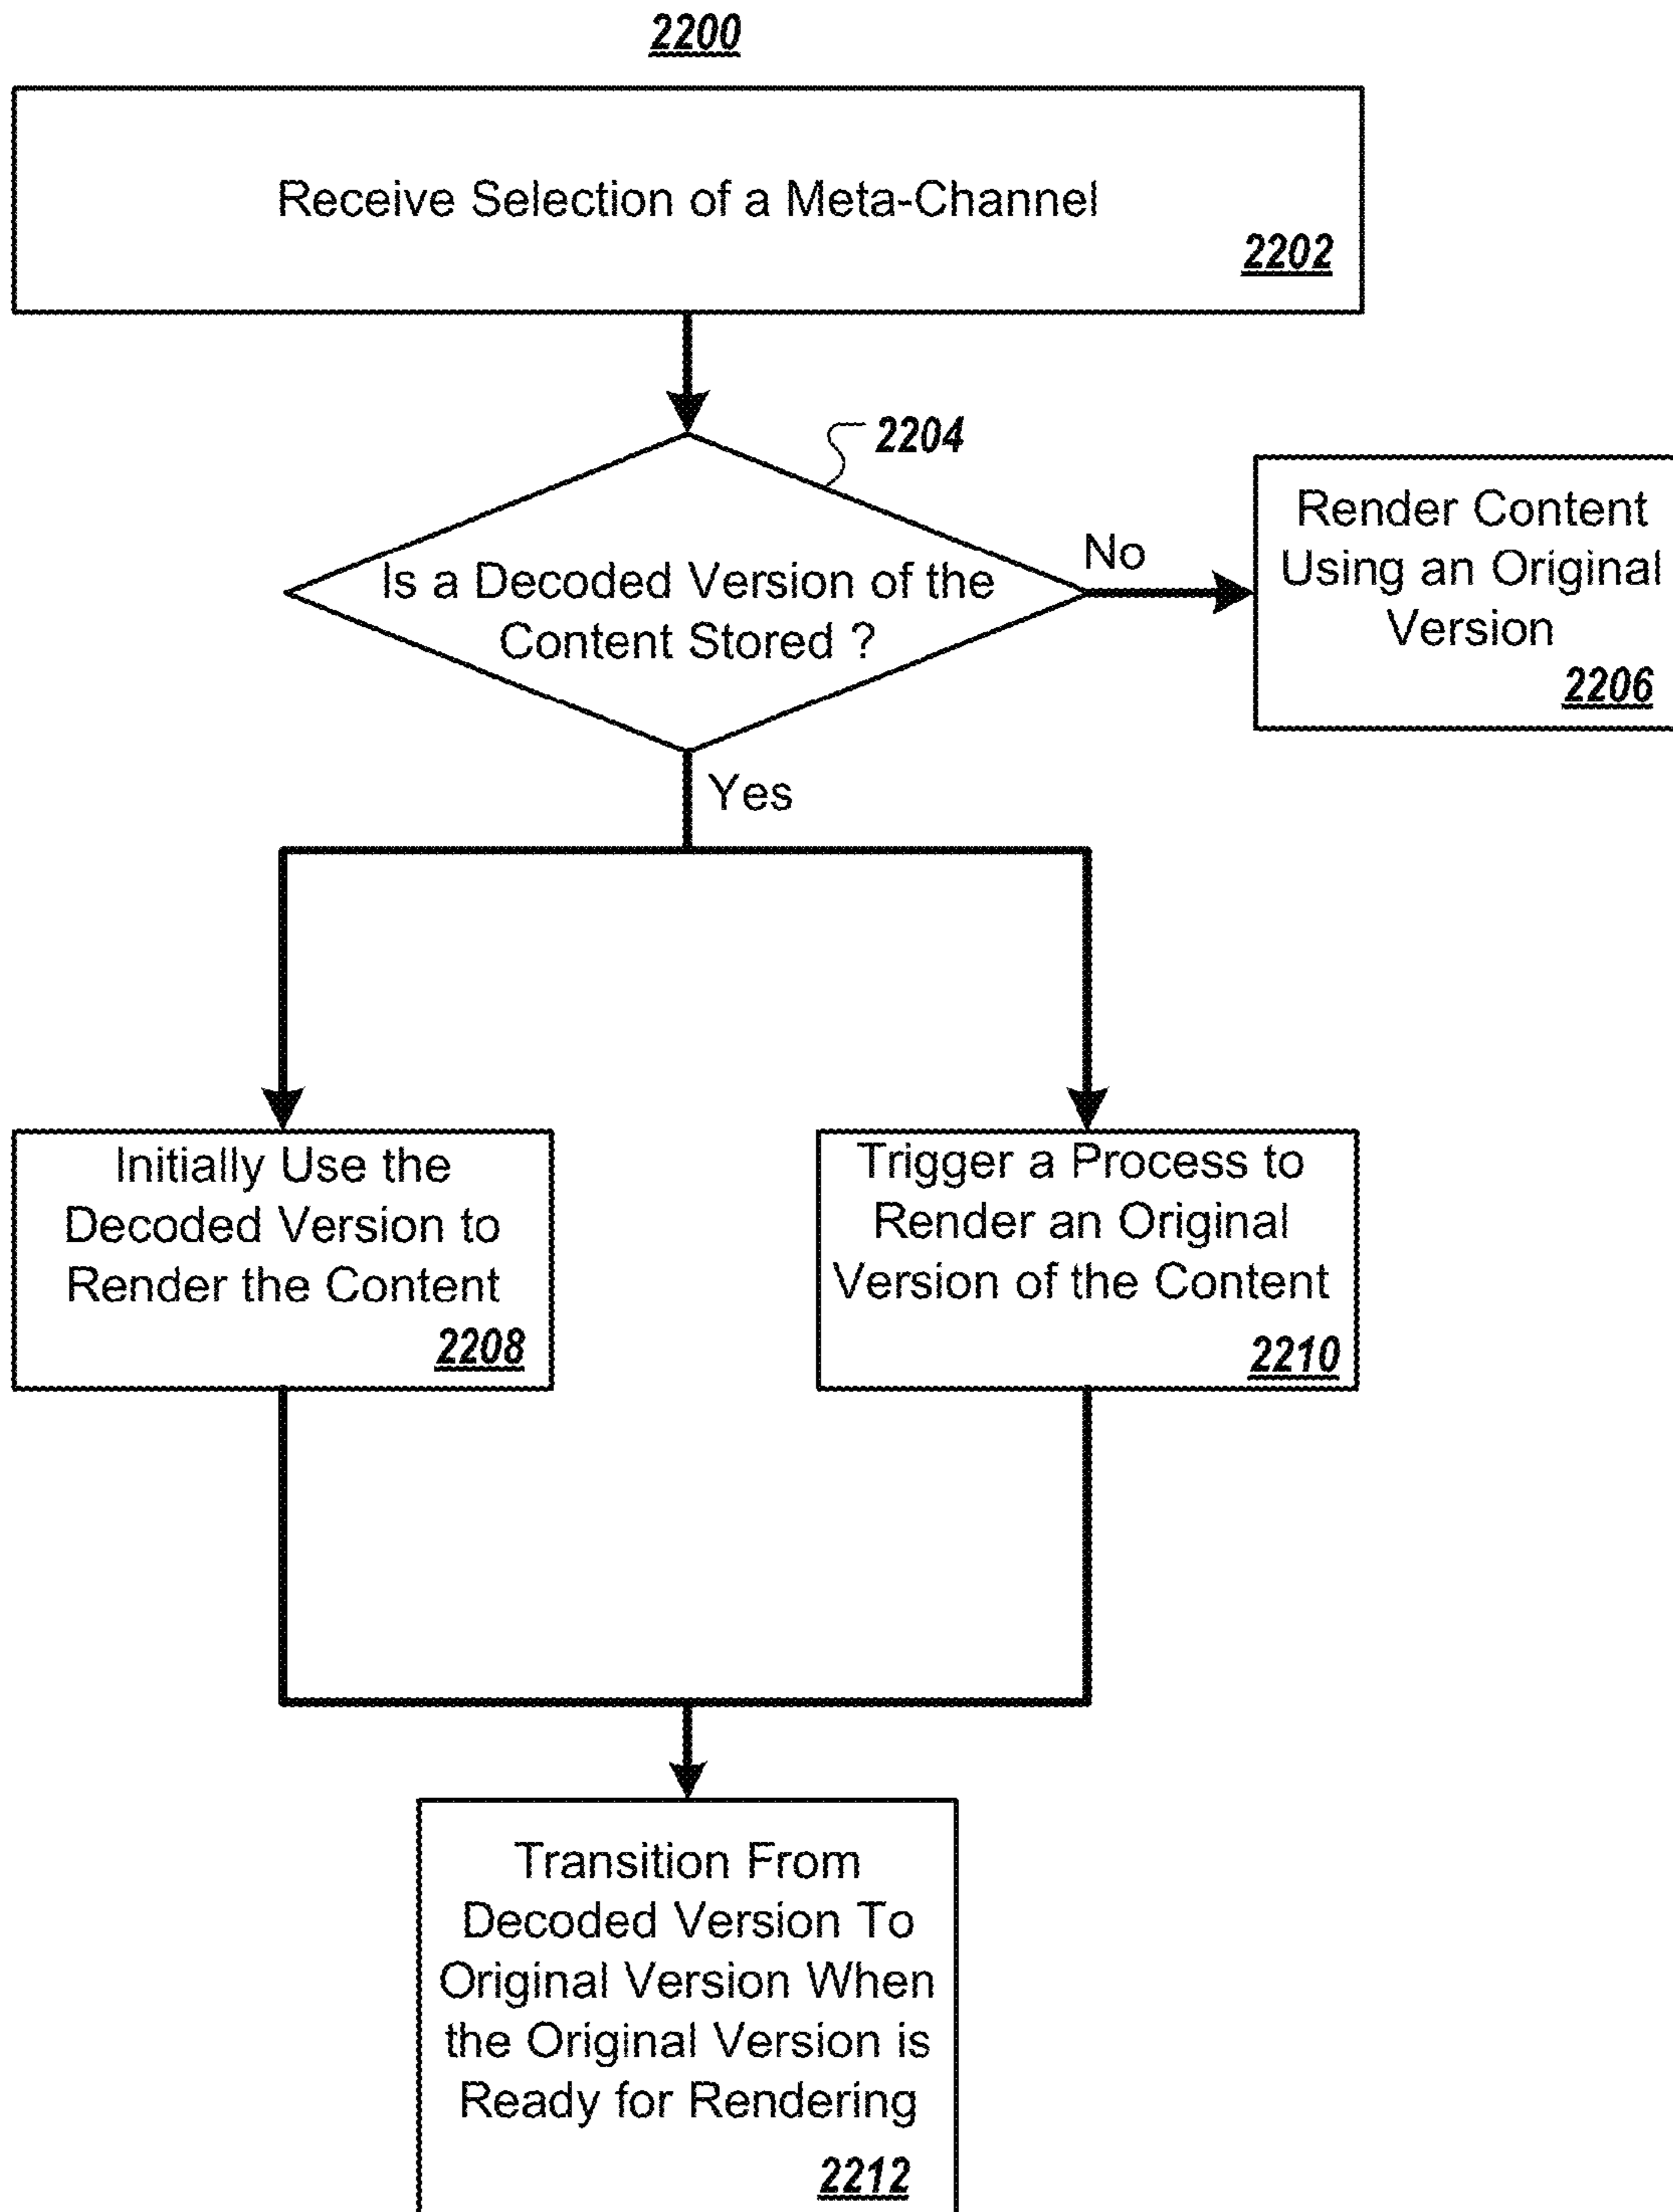 2200
Receive Selection of a Meta-Channel
2202
2204
Is a Decoded Version of the
Content Stored ?
No
Render Content
Using an Original
Version
2206
Yes
Initially Use the
Decoded Version to
Render the Content
2208
Trigger a Process to
Render an Original
Version of the Content
2210
Transition From
Decoded Version To
Original Version When
the Original Version is
Ready for Rendering
2212